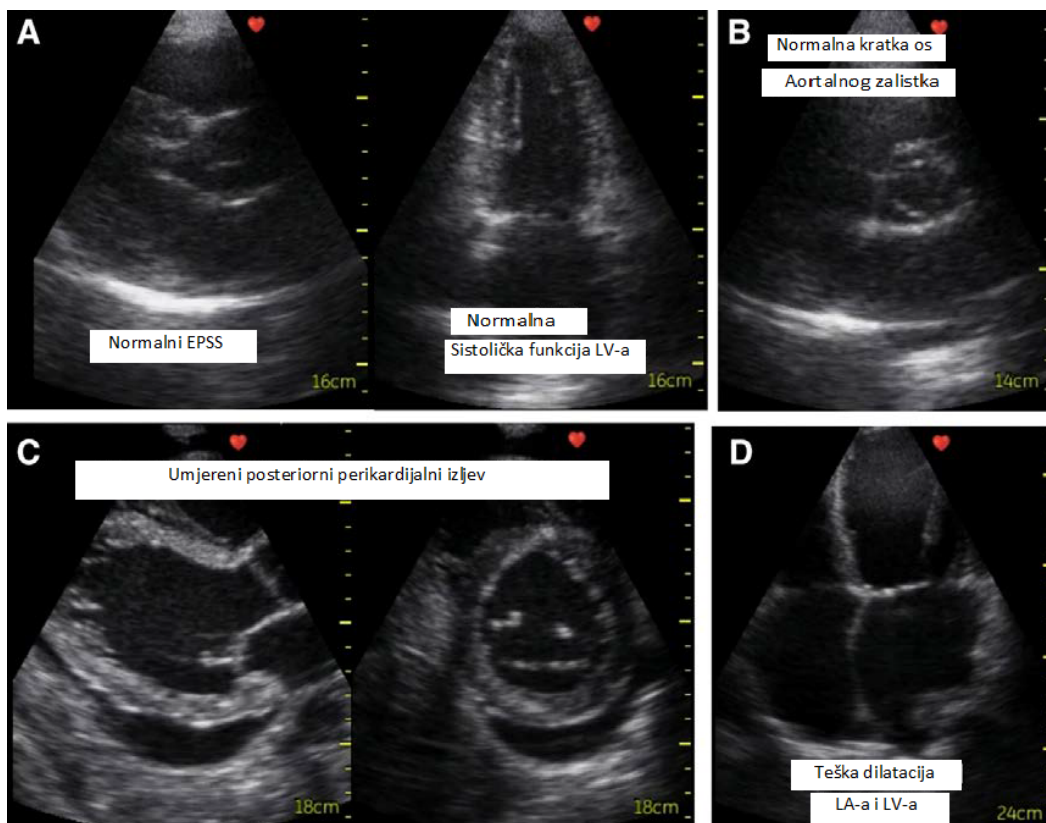 A
B
Normalna kratka os
Aortalnog zalistka
Normalni EPSS
Normalna
Sistolička funkcija LV-a
16cm
16cm
14cm
C
D
Umjereni posteriorni perikardijalni izljev
Teška dilatacija
LA-a i LV-a
18cm
18cm
24cm